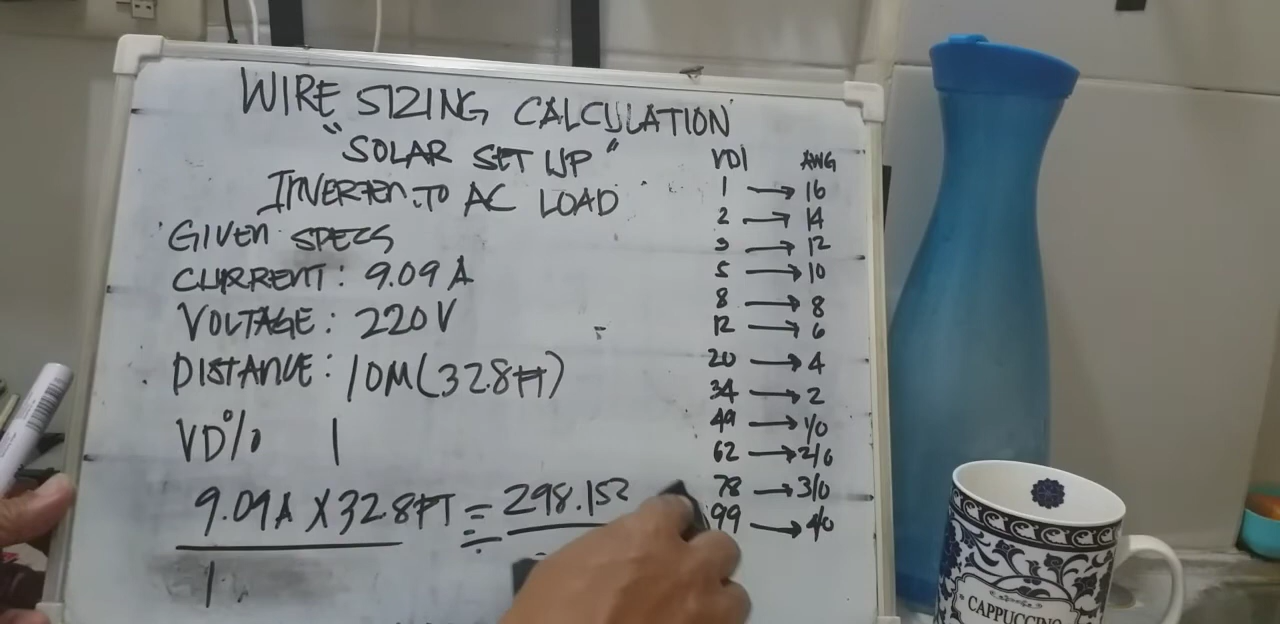 WIRE SIZING CALCULATION
"SOLAR SET UP"
INVERTER TO AC LOAD
GIVEN SPECS
CURRENT: 9.09 A
VOLTAGE: 220V
DISTANCE: 10M (32.8 Ft)
VD% 1
9.09A X 32.8FT = 298.152
1
VDI AWG
1 → 16
2 → 14
3 → 12
5 → 10
8 → 8
12 → 6
20 → 4
34 → 2
49 → 1/0
62 → 2/0
78 → 3/0
99 → 4/0
CAPPUCCINO